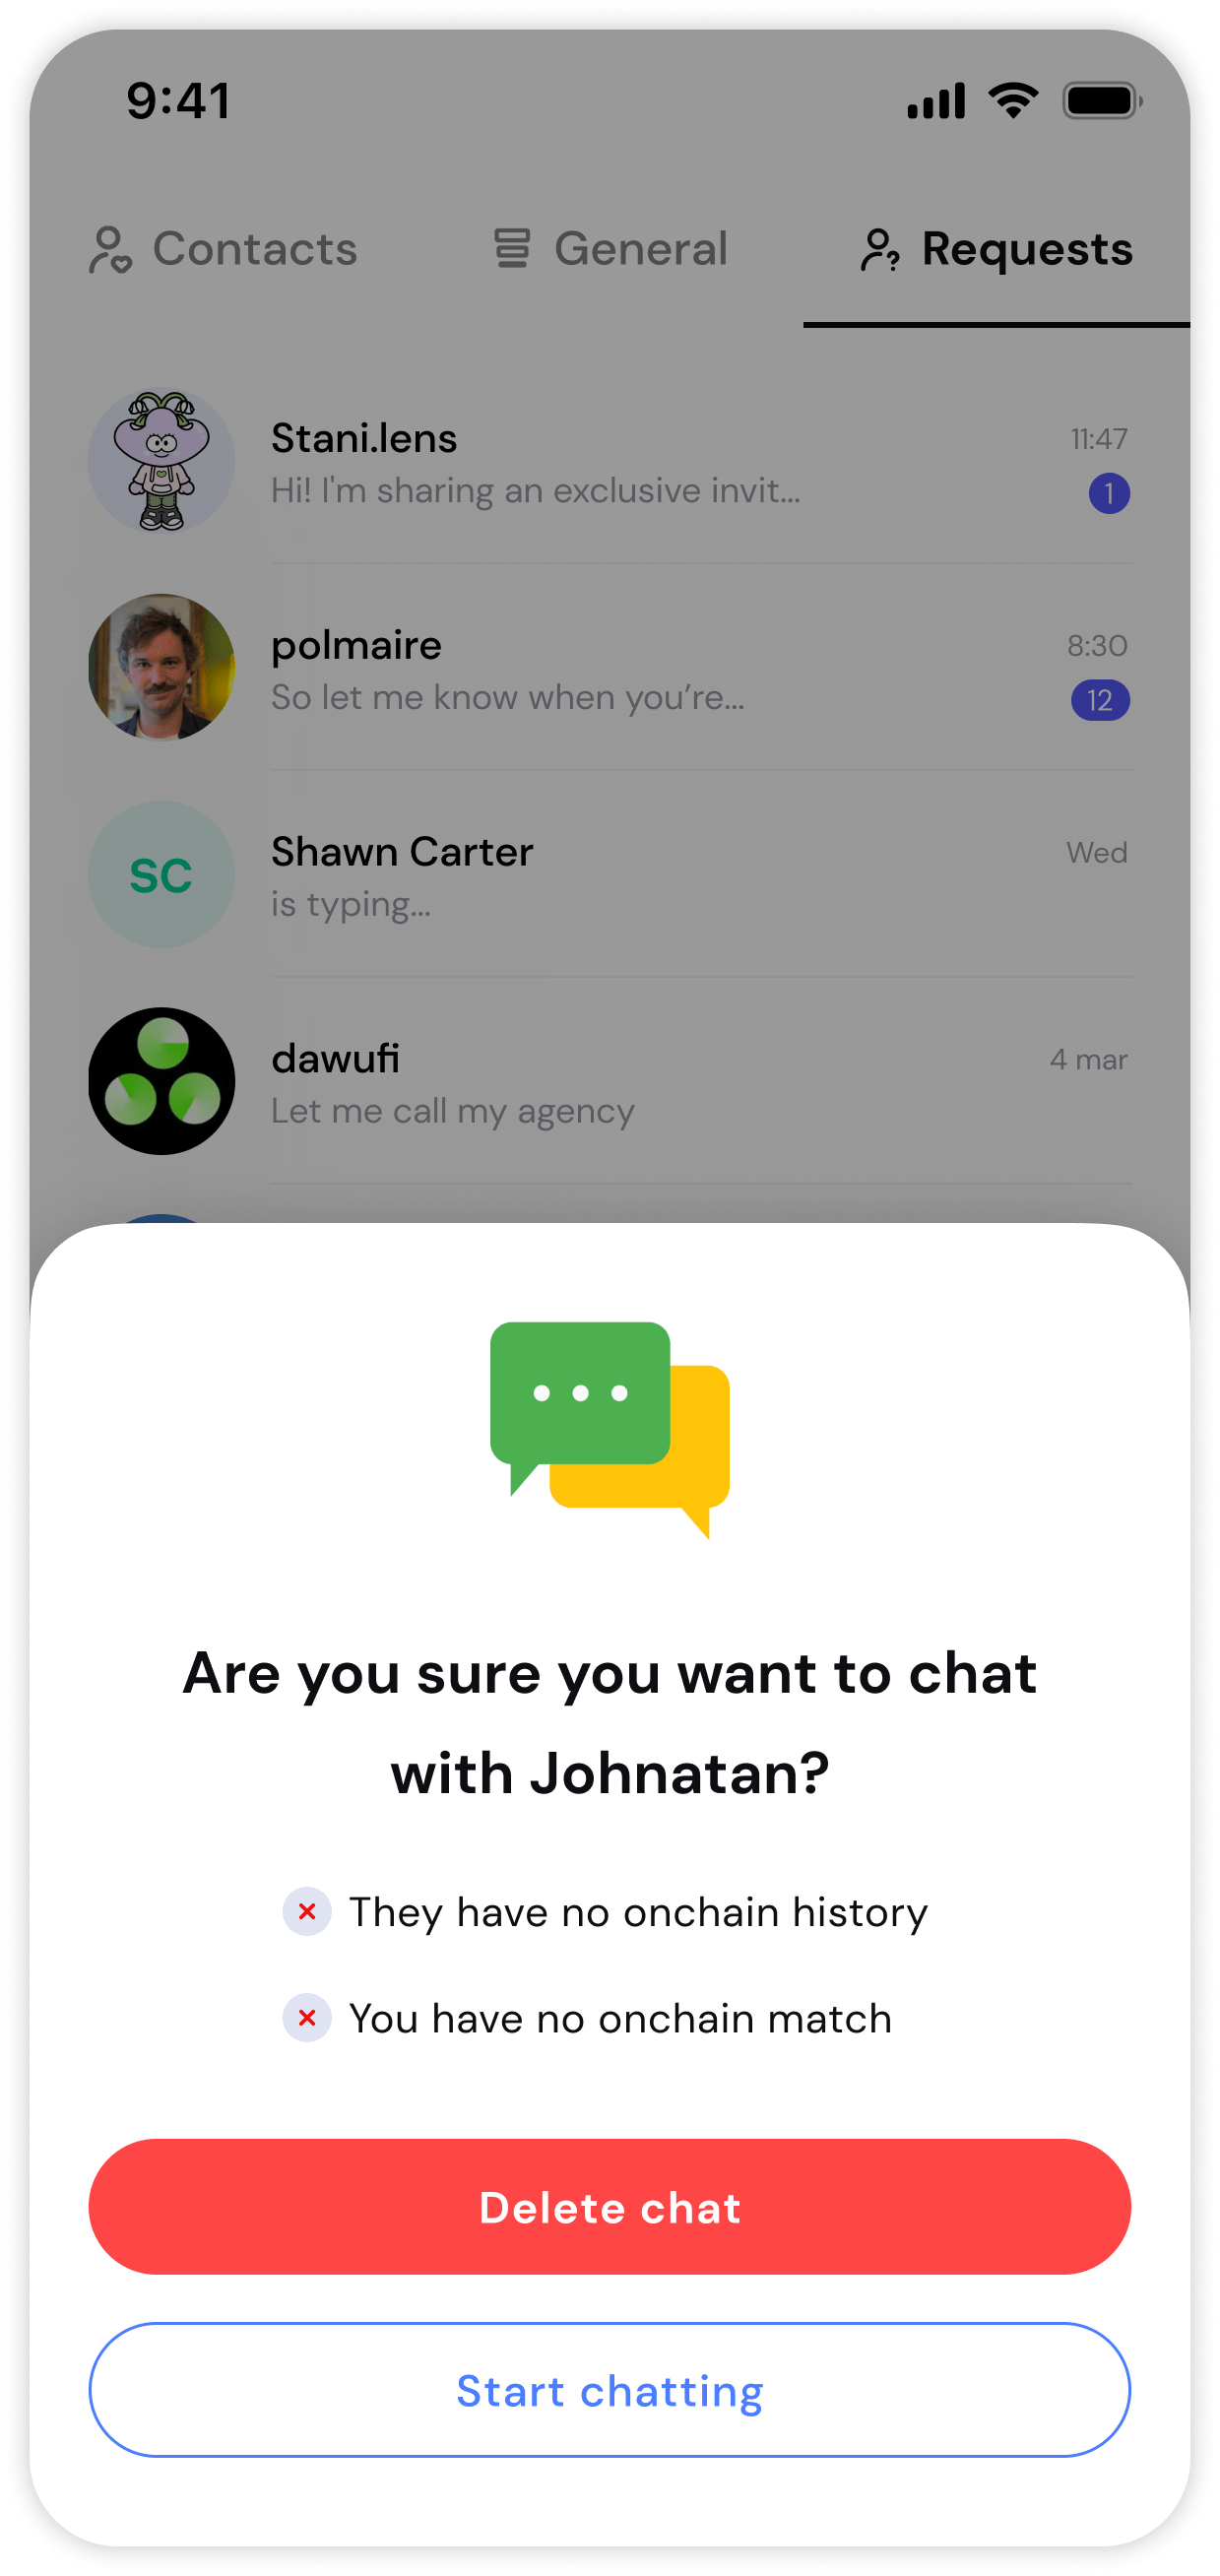 9:41
Contacts
General
Requests
Stani.lens
11:47
Hi! I'm sharing an exclusive invit...
1
polmaire
8:30
So let me know when you’re...
12
SC
Shawn Carter
Wed
is typing...
dawufi
4 mar
Let me call my agency
Are you sure you want to chat
with Johnatan?
They have no onchain history
You have no onchain match
Delete chat
Start chatting